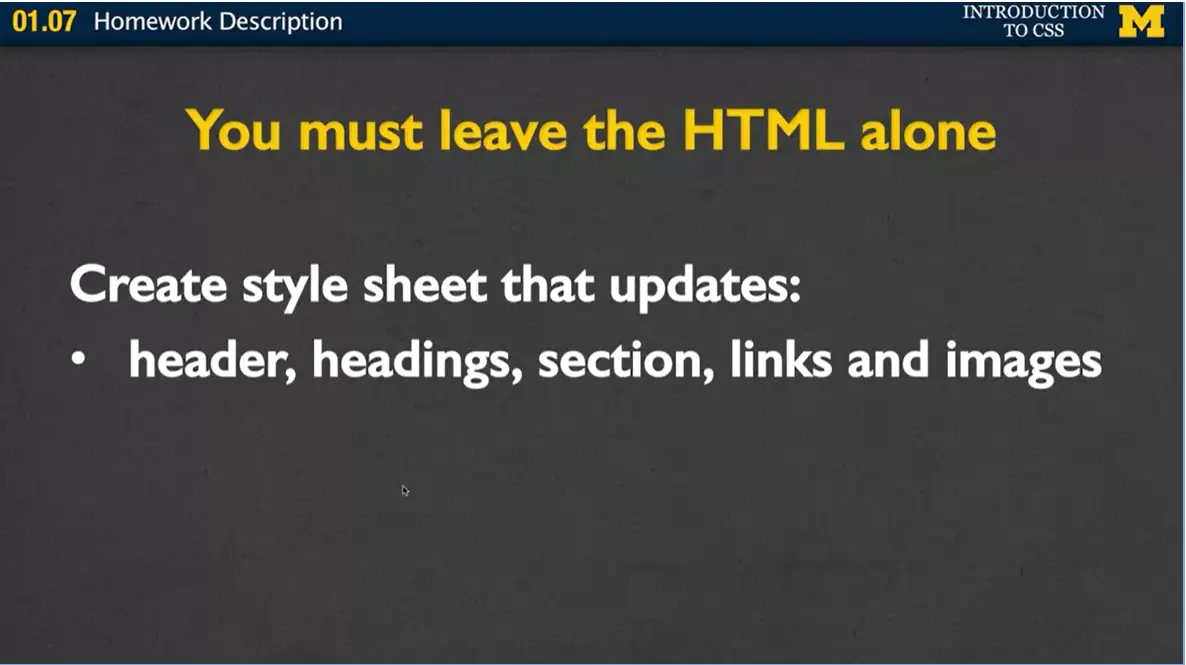 01.07 Homework Description
INTRODUCTION
TO CSS
M
You must leave the HTML alone
Create style sheet that updates:
• header, headings, section, links and images